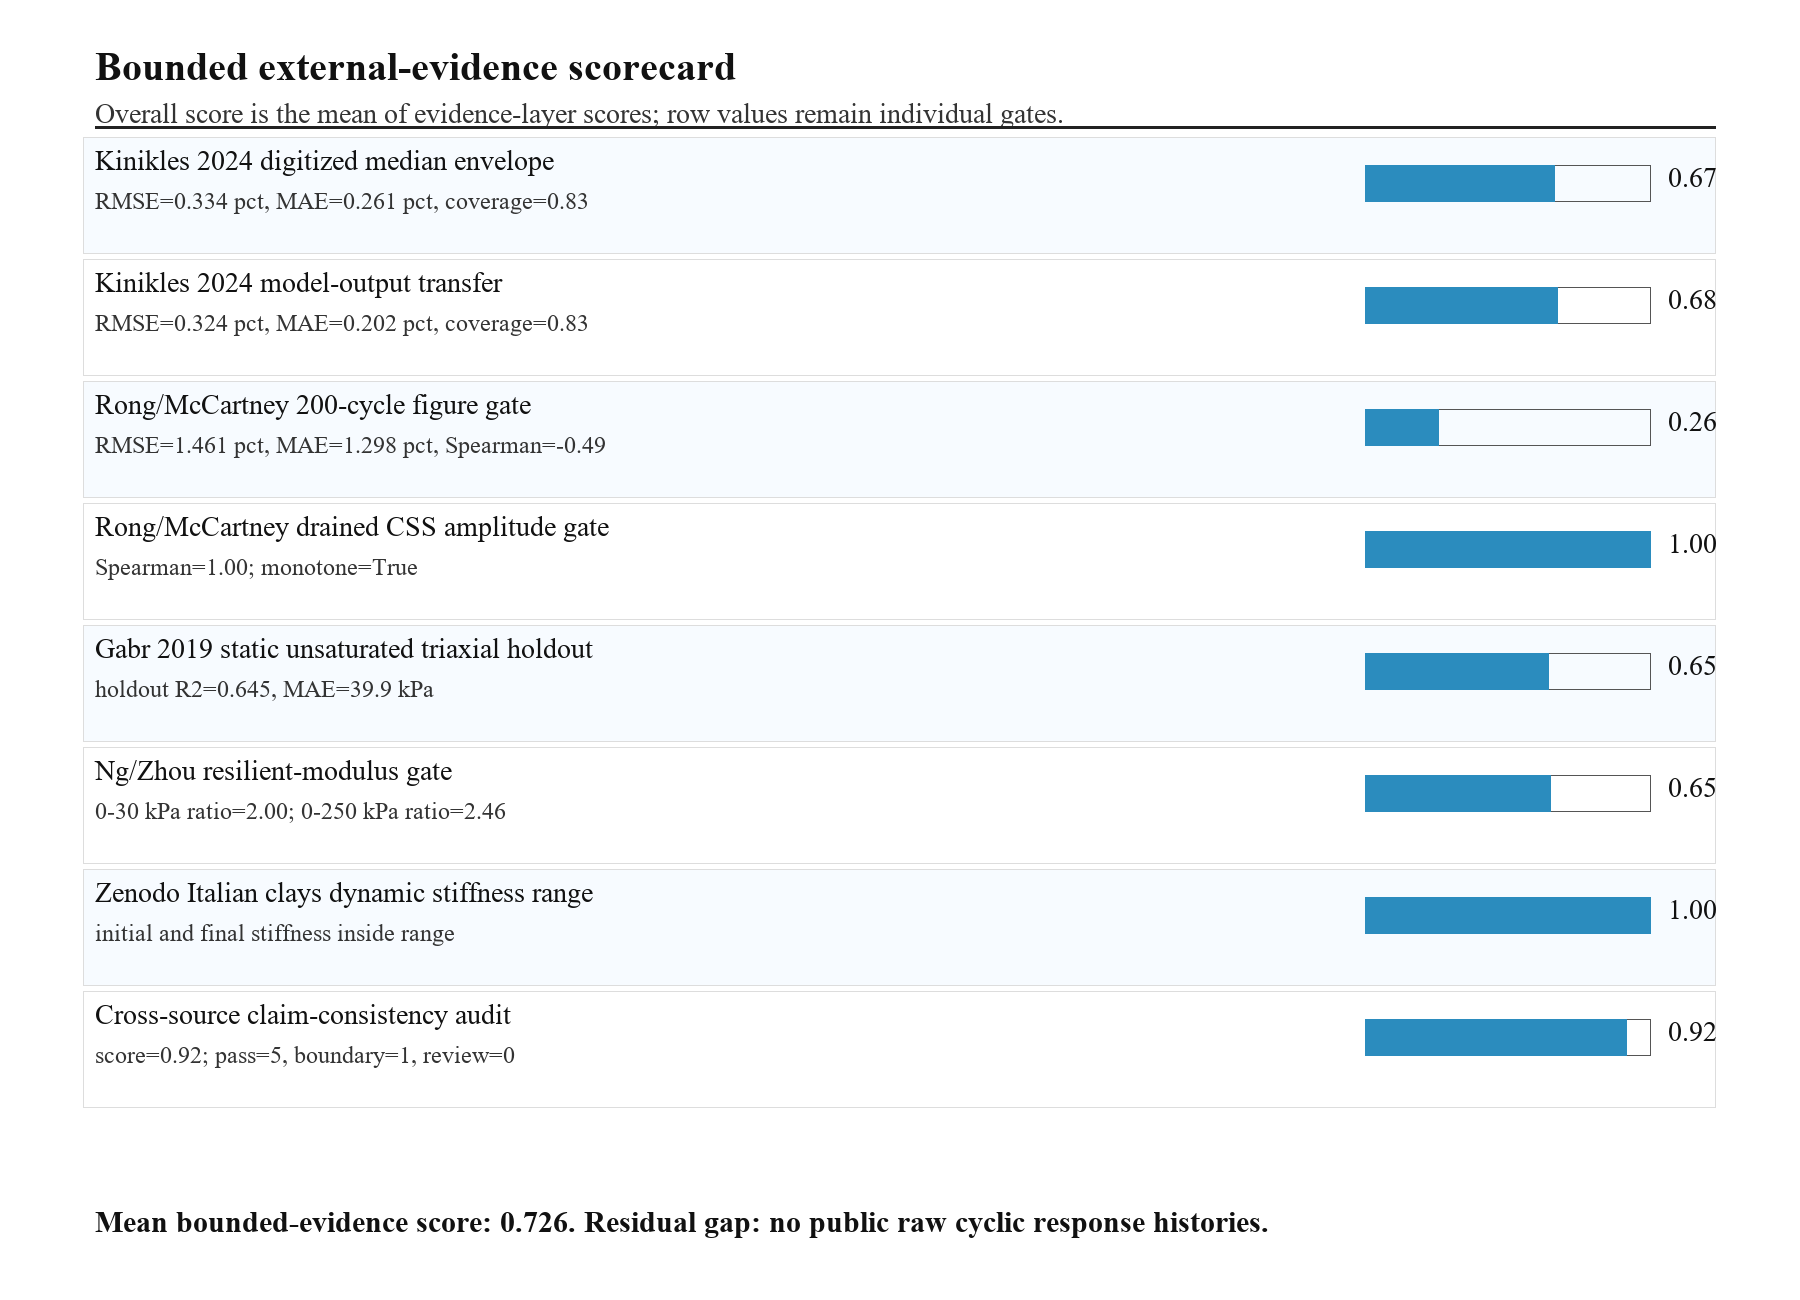 Bounded external-evidence scorecard
Overall score is the mean of evidence-layer scores; row values remain individual gates.
Kinikles 2024 digitized median envelope
0.67
RMSE=0.334 pct, MAE=0.261 pct, coverage=0.83
Kinikles 2024 model-output transfer
0.68
RMSE=0.324 pct, MAE=0.202 pct, coverage=0.83
Rong/McCartney 200-cycle figure gate
0.26
RMSE=1.461 pct, MAE=1.298 pct, Spearman=-0.49
Rong/McCartney drained CSS amplitude gate
1.00
Spearman=1.00; monotone=True
Gabr 2019 static unsaturated triaxial holdout
0.65
holdout R2=0.645, MAE=39.9 kPa
Ng/Zhou resilient-modulus gate
0.65
0-30 kPa ratio=2.00; 0-250 kPa ratio=2.46
Zenodo Italian clays dynamic stiffness range
1.00
initial and final stiffness inside range
Cross-source claim-consistency audit
0.92
score=0.92; pass=5, boundary=1, review=0
Mean bounded-evidence score: 0.726. Residual gap: no public raw cyclic response histories.